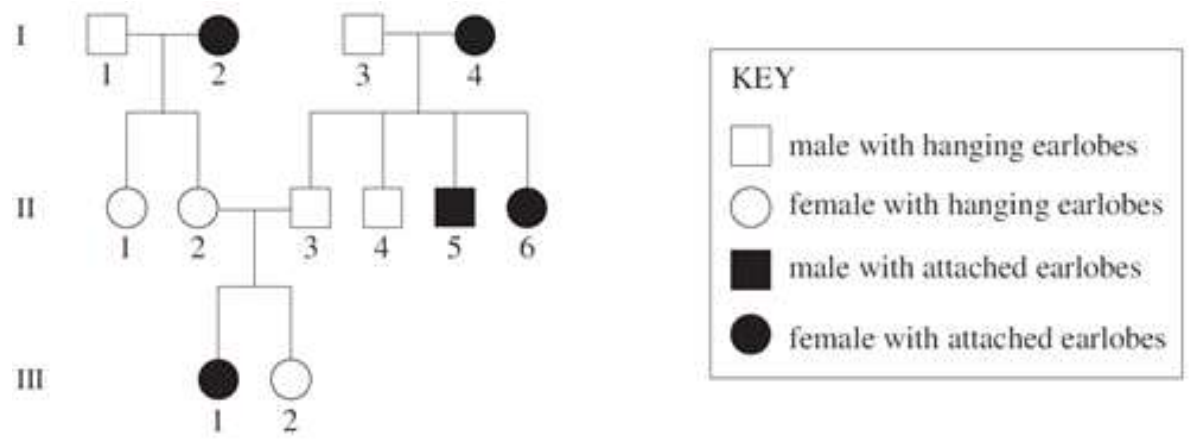 I
1 2 3 4
II
1 2 3 4 5 6
III
1 2
KEY
male with hanging earlobes
female with hanging earlobes
male with attached earlobes
female with attached earlobes